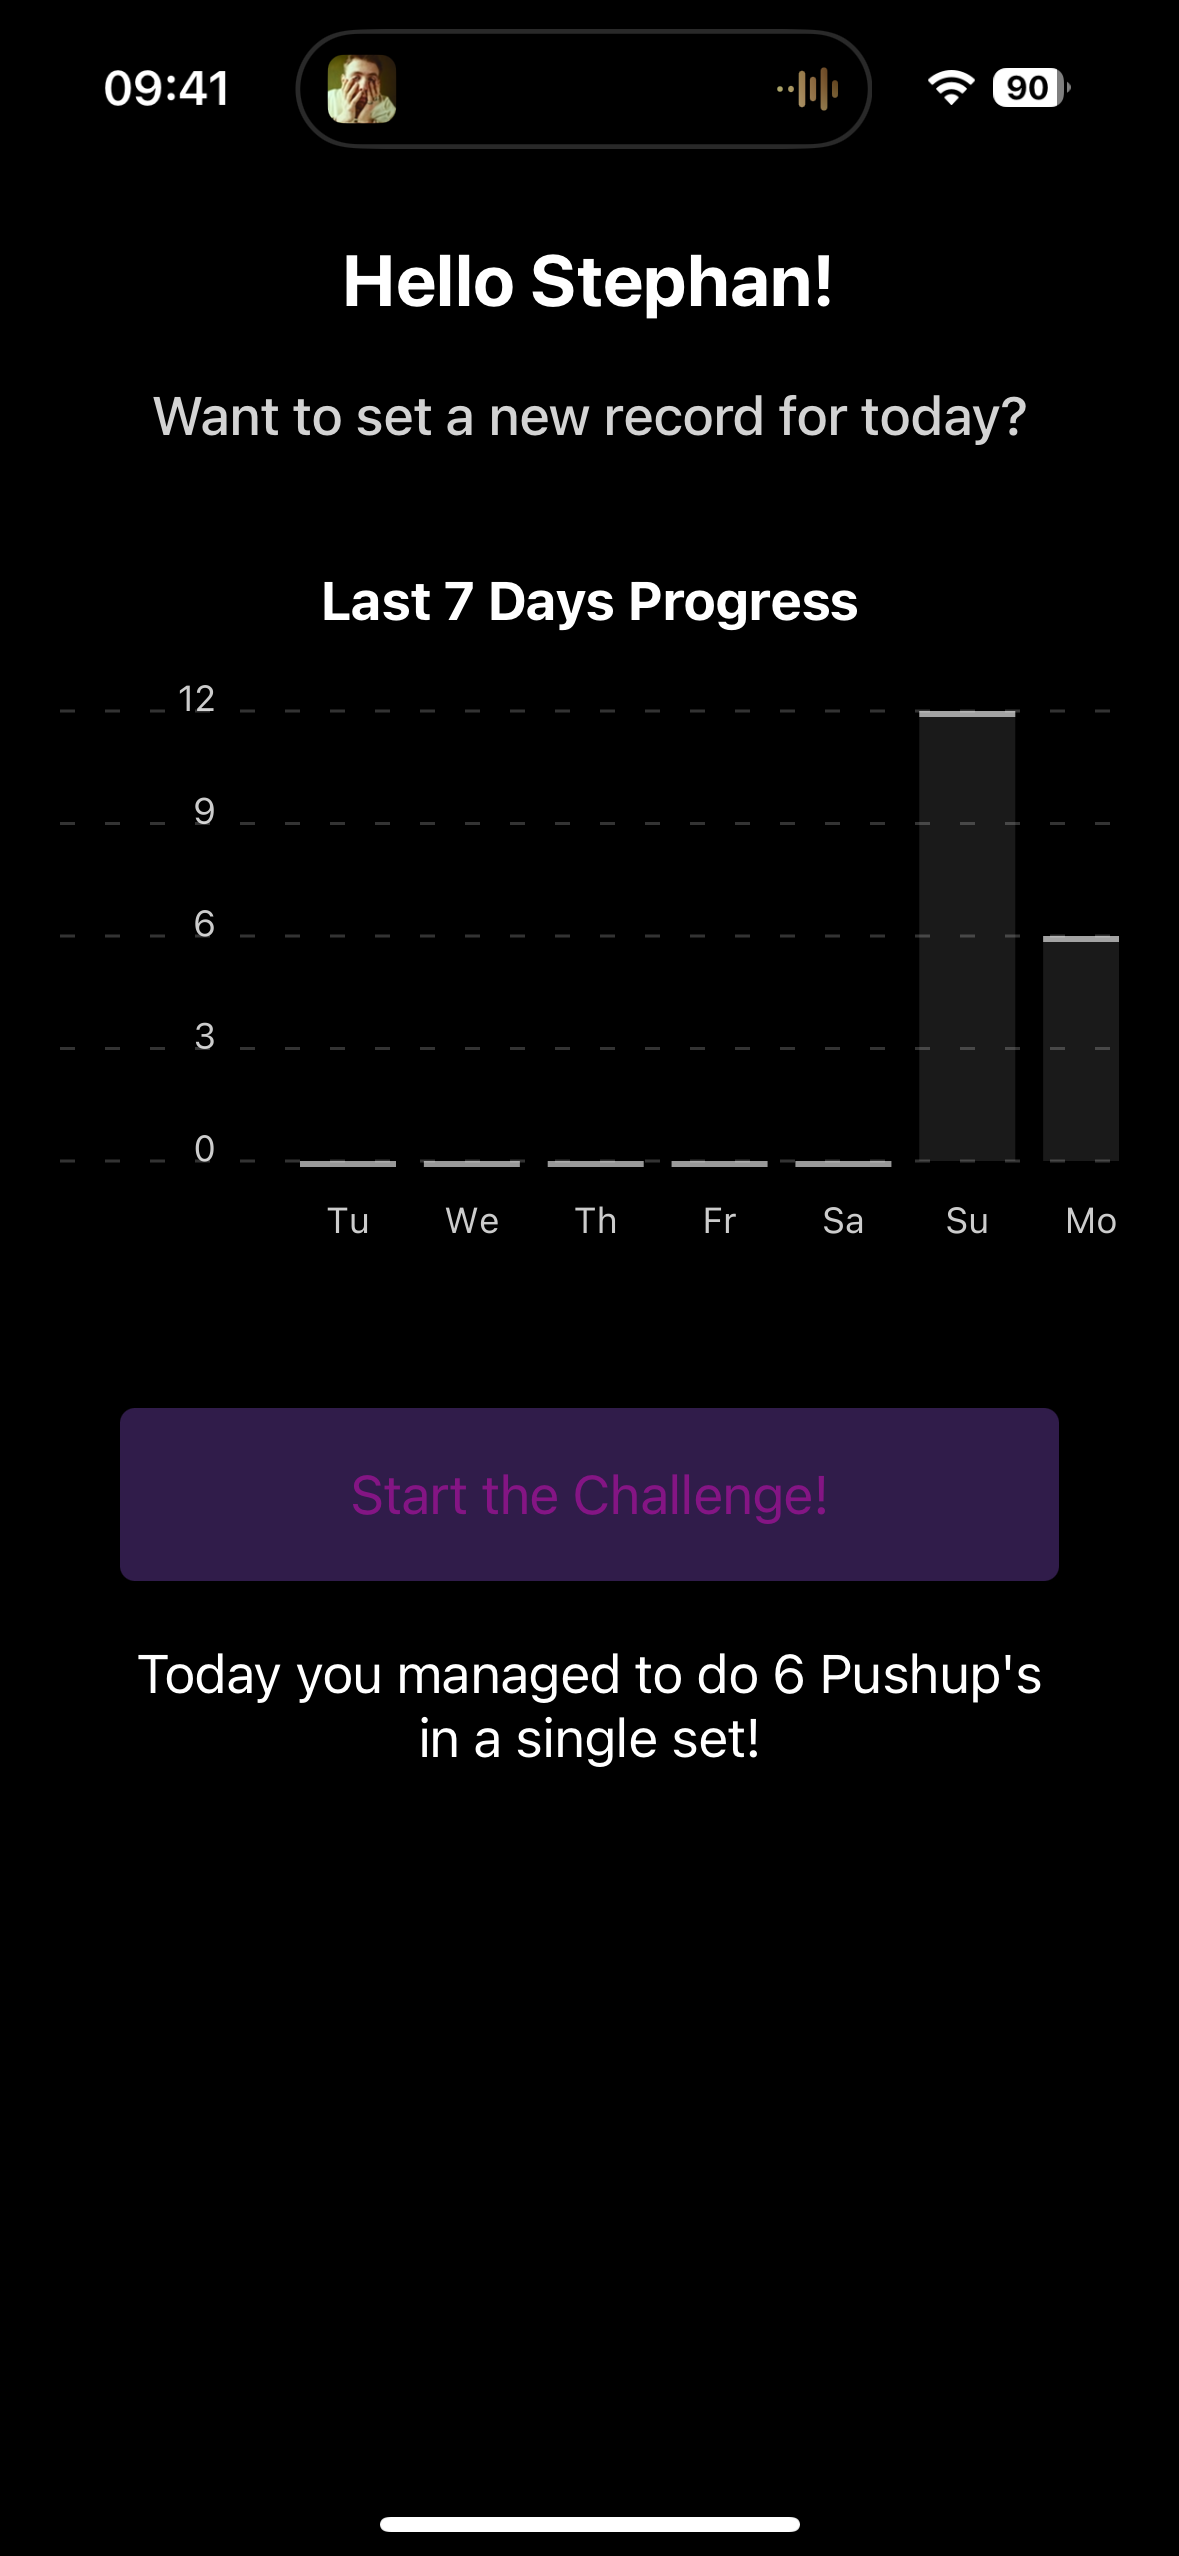 09:41
90
Hello Stephan!
Want to set a new record for today?
Last 7 Days Progress
12
9
6
3
0
Tu We Th Fr Sa Su Mo
Start the Challenge!
Today you managed to do 6 Pushup's
in a single set!